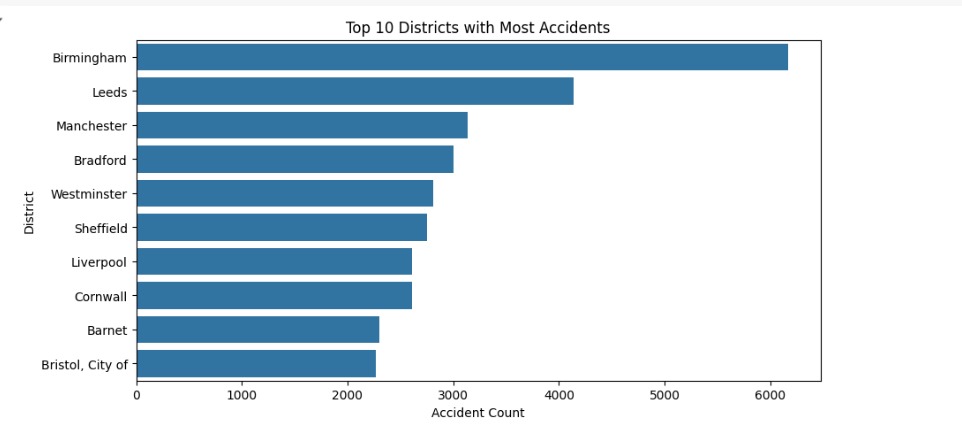 Top 10 Districts with Most Accidents
Birmingham
Leeds
Manchester
Bradford
Westminster
Sheffield
Liverpool
Cornwall
Barnet
Bristol, City of
District
0 1000 2000 3000 4000 5000 6000
Accident Count